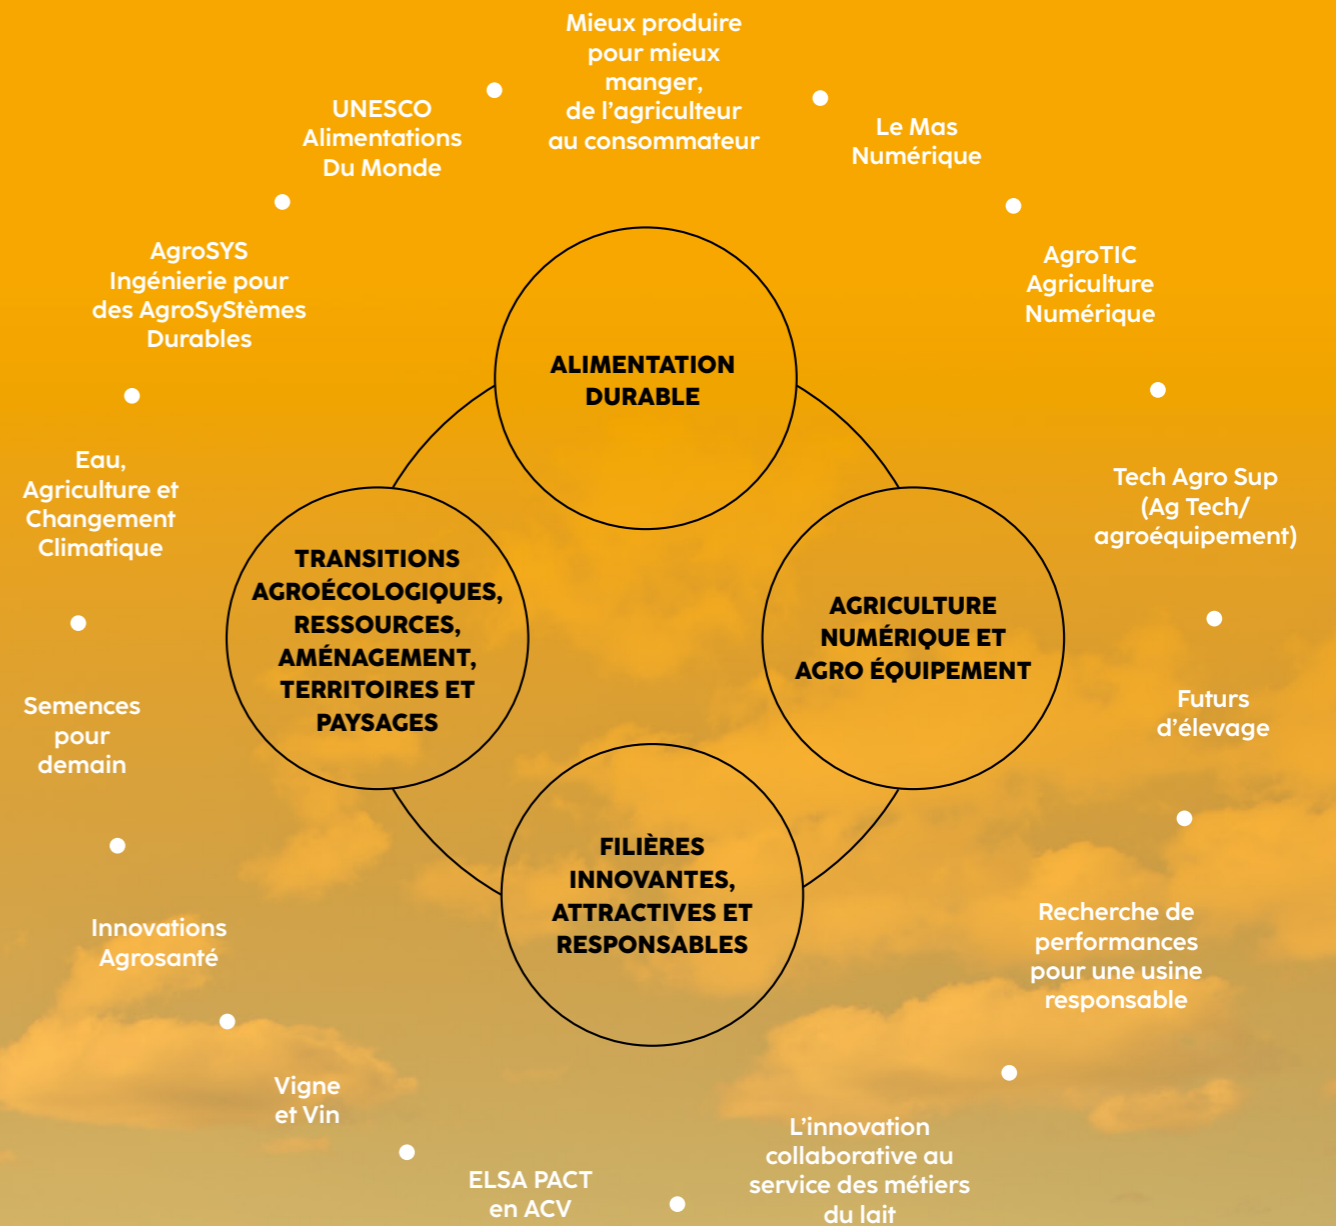 Mieux produire
pour mieux
manger,
de l’agriculteur
au consommateur
Le Mas
Numérique
AgroTIC
Agriculture
Numérique
Tech Agro Sup
(Ag Tech/
agroéquipement)
Futurs
d’élevage
Recherche de
performances
pour une usine
responsable
L’innovation
collaborative au
service des métiers
du lait
ELSA PACT
en ACV
Vigne
et Vin
Innovations
Agrosanté
Semences
pour
demain
Eau,
Agriculture et
Changement
Climatique
AgroSYS
Ingénierie pour
des AgroSyStèmes
Durables
UNESCO
Alimentations
Du Monde
ALIMENTATION
DURABLE
TRANSITIONS
AGROÉCOLOGIQUES,
RESSOURCES,
AMÉNAGEMENT,
TERRITOIRES ET
PAYSAGES
AGRICULTURE
NUMÉRIQUE ET
AGRO ÉQUIPEMENT
FILIÈRES
INNOVANTES,
ATTRACTIVES ET
RESPONSABLES